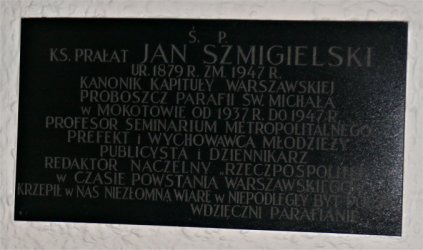 Ś. P.
KS. PRAŁAT JAN SZMIGIELSKI
UR. 1879 R. ZM. 1947 R.
KANONIK KAPITUŁY WARSZAWSKIEJ
PROBOSZCZ PARAFII ŚW. MICHAŁA
W MOKOTOWIE OD 1937 R. DO 1947 R.
PROFESOR SEMINARIUM METROPOLITALNEGO
PREFEKT I WYCHOWAWCA MŁODZIEŻY
PUBLICYSTA I DZIENNIKARZ
REDAKTOR NACZELNY „RZECZPOSPOLITEJ
W CZASIE POWSTANIA WARSZAWSKIEGO
KRZEPIŁ W NAS NIEZŁOMNĄ WIARĘ W NIEPODLEGŁY BYT
WDZIĘCZNI PARAFIANIE